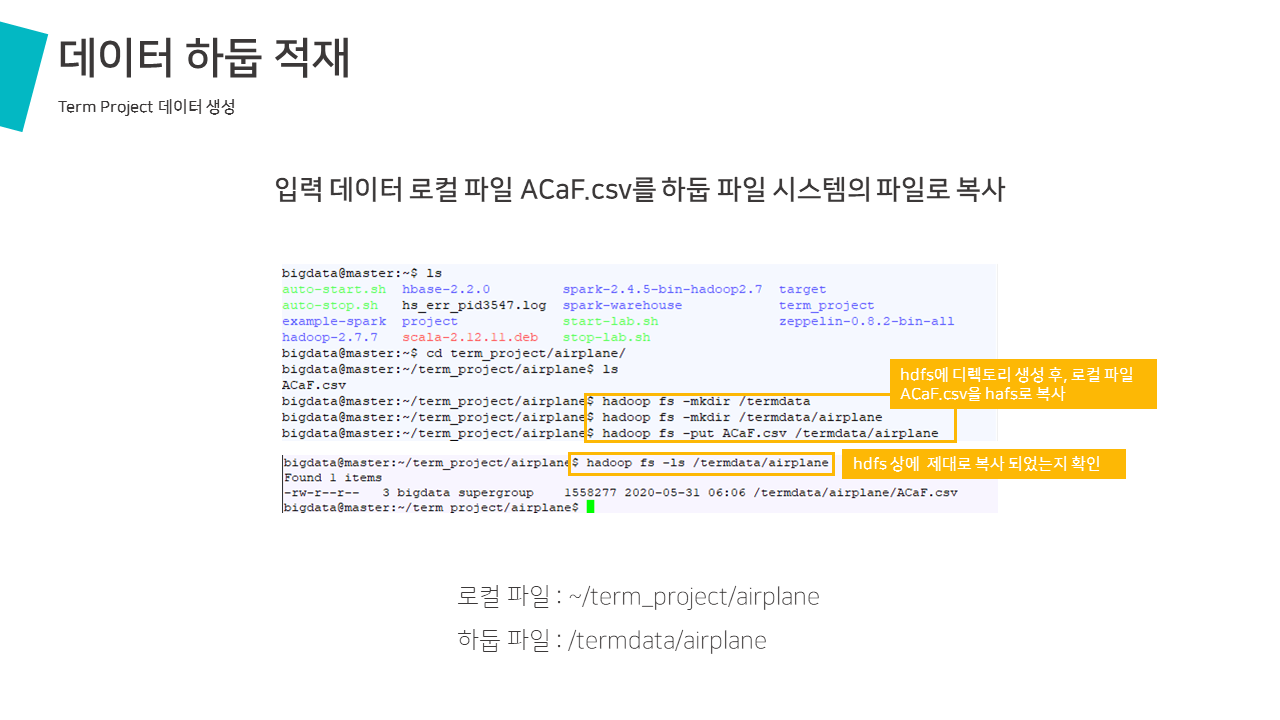 데이터 하둡 적재
Term Project 데이터 생성
입력 데이터 로컬 파일 ACaF.csv를 하둡 파일 시스템의 파일로 복사
bigdata@master:~$ ls
auto-start.sh hbase-2.2.0 spark-2.4.5-bin-hadoop2.7 target
auto-stop.sh hs_err_pid3547.log spark-warehouse term_project
example-spark project start-lab.sh zeppelin-0.8.2-bin-all
hadoop-2.7.7 scala-2.12.11.deb stop-lab.sh
bigdata@master:~$ cd term_project/airplane/
bigdata@master:~/term_project/airplane$ ls
ACaF.csv
bigdata@master:~/term_project/airplane$ hadoop fs -mkdir /termdata
bigdata@master:~/term_project/airplane$ hadoop fs -mkdir /termdata/airplane
bigdata@master:~/term_project/airplane$ hadoop fs -put ACaF.csv /termdata/airplane
hdfs에 디렉토리 생성 후, 로컬 파일
ACaF.csv을 hafs로 복사
bigdata@master:~/term_project/airplane$ hadoop fs -ls /termdata/airplane
hdfs 상에 제대로 복사 되었는지 확인
Found 1 items
-rw-r--r-- 3 bigdata supergroup 1558277 2020-05-31 06:06 /termdata/airplane/ACaF.csv
bigdata@master:~/term_project/airplane$
로컬 파일 : ~/term_project/airplane
하둡 파일 : /termdata/airplane